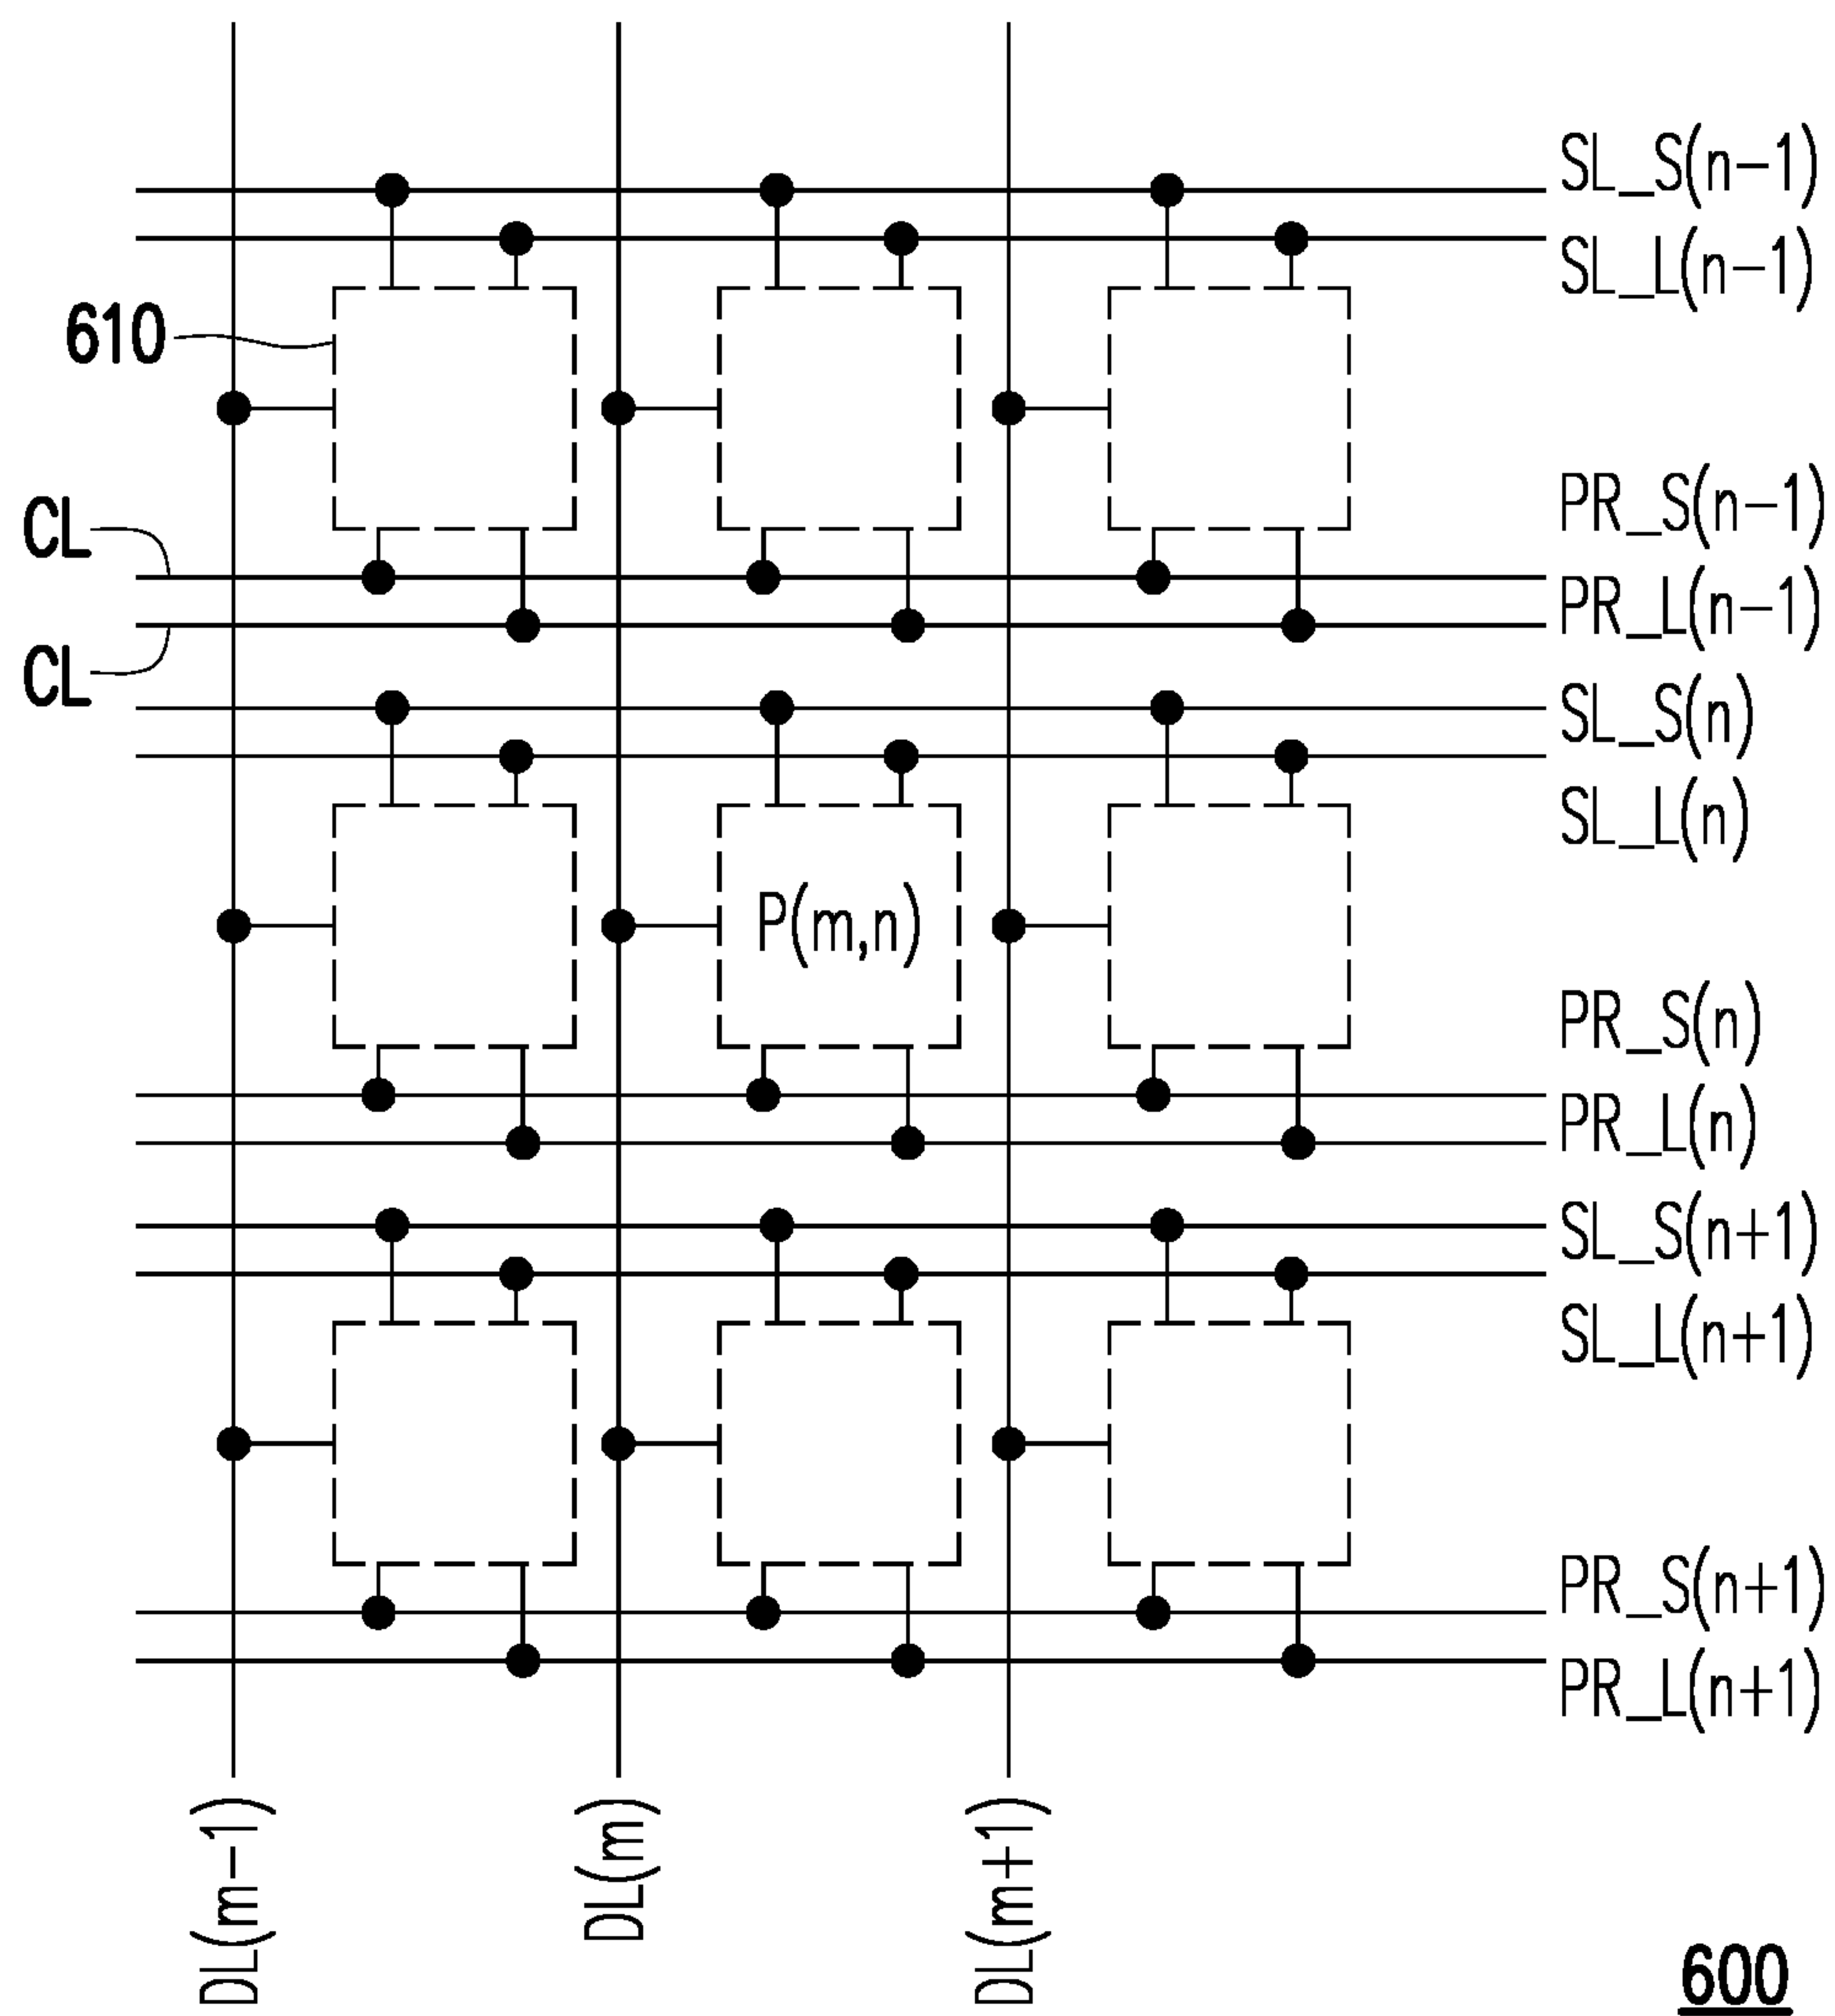 SL_S(n-1)
SL_L(n-1)
610
PR_S(n-1)
CL
PR_L(n-1)
CL
SL_S(n)
SL_L(n)
P(m,n)
PR_S(n)
PR_L(n)
SL_S(n+1)
SL_L(n+1)
PR_S(n+1)
PR_L(n+1)
DL(m-1)
DL(m)
DL(m+1)
600